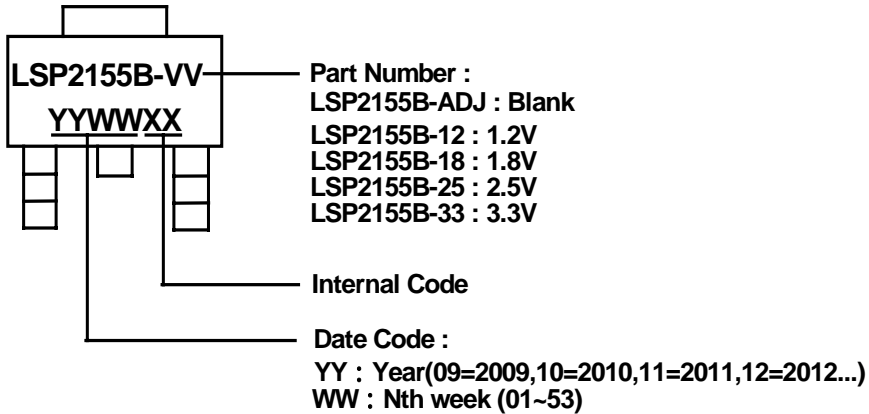 LSP2155B-VV
YYWWXX
Part Number :
LSP2155B-ADJ : Blank
LSP2155B-12 : 1.2V
LSP2155B-18 : 1.8V
LSP2155B-25 : 2.5V
LSP2155B-33 : 3.3V
Internal Code
Date Code :
YY : Year(09=2009,10=2010,11=2011,12=2012...)
WW : Nth week (01~53)